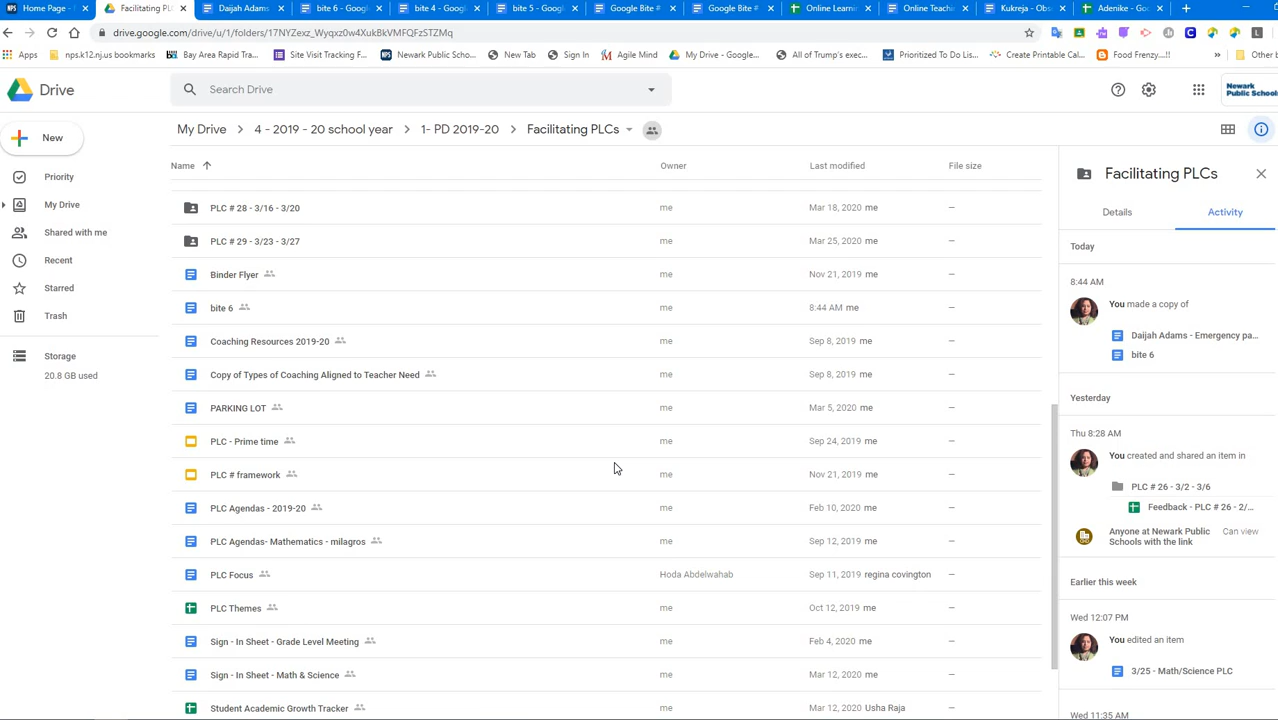 Home Page - Facilitating PLCs Daijah Adams - bite 6 - Google bite 4 - Google bite 5 - Google Google Bite # Google Bite # Online Learnin Online Teachin Kukreja - Obs Adenike - Goo
drive.google.com/drive/u/1/folders/17NYZexz_Wyqxz0w4XukBkVMFQFzSTZMq
Apps nps.k12.nj.us bookmarks Bay Area Rapid Tra... Site Visit Tracking F... Newark Public Schoo... New Tab Sign In Agile Mind My Drive - Google... All of Trump's exec... Prioritized To Do Lis... Create Printable Cal... Food Frenzy...!! » Other b
Drive
Search Drive
Newark
Public Schools
My Drive > 4 - 2019 - 20 school year > 1- PD 2019-20 > Facilitating PLCs
New
Priority
My Drive
Shared with me
Recent
Starred
Trash
Storage
20.8 GB used
Name Owner Last modified File size
PLC # 28 - 3/16 - 3/20 me Mar 18, 2020 me —
PLC # 29 - 3/23 - 3/27 me Mar 25, 2020 me —
Binder Flyer me Nov 21, 2019 me —
bite 6 me 8:44 AM me —
Coaching Resources 2019-20 me Sep 8, 2019 me —
Copy of Types of Coaching Aligned to Teacher Need me Sep 8, 2019 me —
PARKING LOT me Mar 5, 2020 me —
PLC - Prime time me Sep 24, 2019 me —
PLC # framework me Nov 21, 2019 me —
PLC Agendas - 2019-20 me Feb 10, 2020 me —
PLC Agendas- Mathematics - milagros me Sep 12, 2019 me —
PLC Focus Hoda Abdelwahab Sep 11, 2019 regina covington —
PLC Themes me Oct 12, 2019 me —
Sign - In Sheet - Grade Level Meeting me Feb 4, 2020 me —
Sign - In Sheet - Math & Science me Mar 12, 2020 me —
Student Academic Growth Tracker me Mar 12, 2020 Usha Raja —
Facilitating PLCs
Details Activity
Today
8:44 AM
You made a copy of
Daijah Adams - Emergency pa...
bite 6
Yesterday
Thu 8:28 AM
You created and shared an item in
PLC # 26 - 3/2 - 3/6
Feedback - PLC # 26 - 2/...
Anyone at Newark Public Can view
Schools with the link
Earlier this week
Wed 12:07 PM
You edited an item
3/25 - Math/Science PLC
Wed 11:35 AM